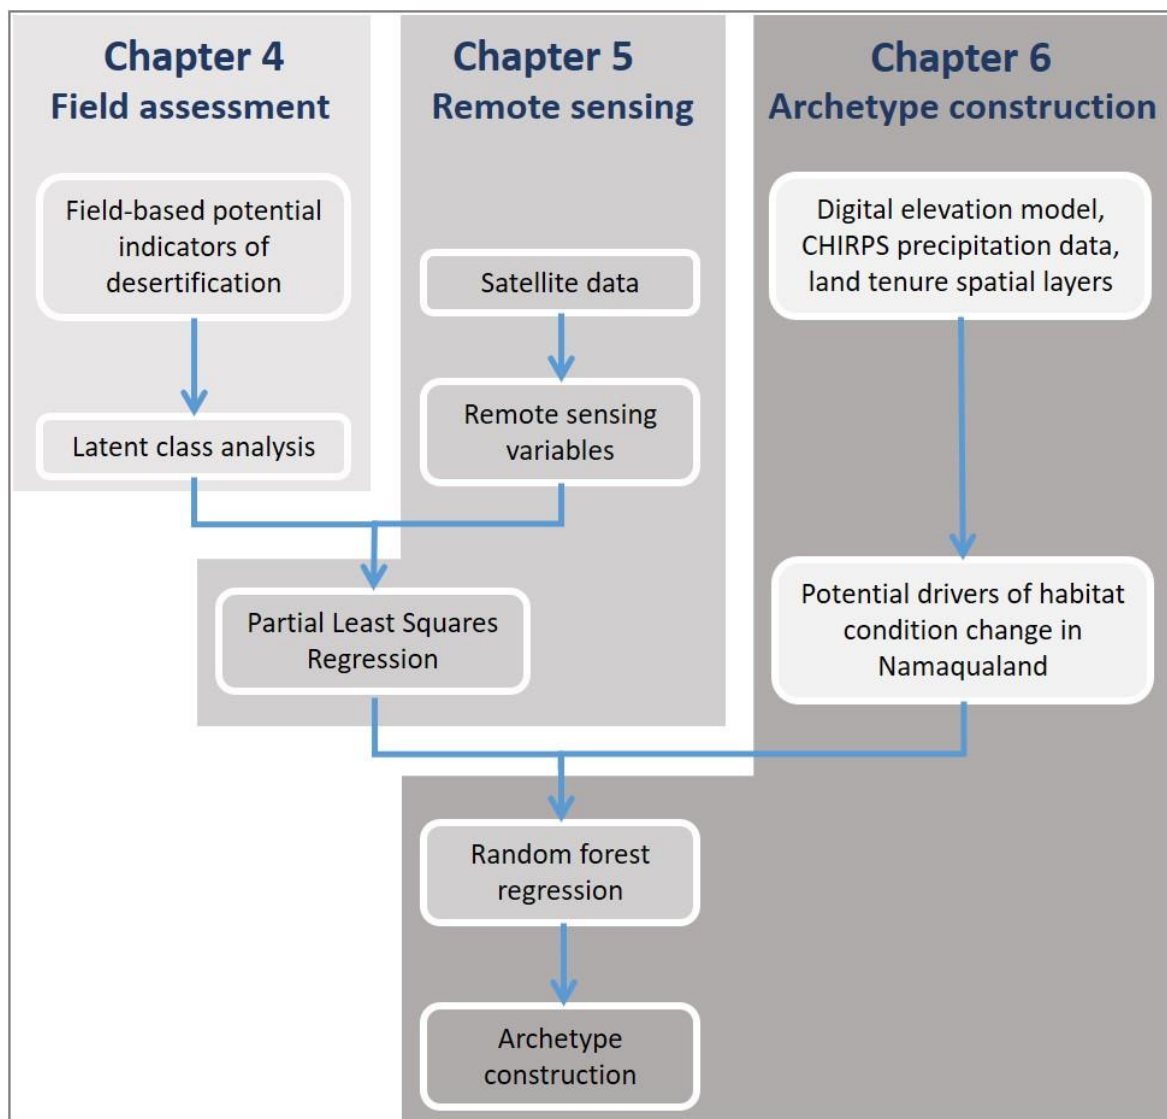 Chapter 4
Field assessment
Field-based potential
indicators of
desertification
Latent class analysis
Chapter 5
Remote sensing
Satellite data
Remote sensing
variables
Partial Least Squares
Regression
Chapter 6
Archetype construction
Digital elevation model,
CHIRPS precipitation data,
land tenure spatial layers
Potential drivers of habitat
condition change in
Namaqualand
Random forest
regression
Archetype
construction